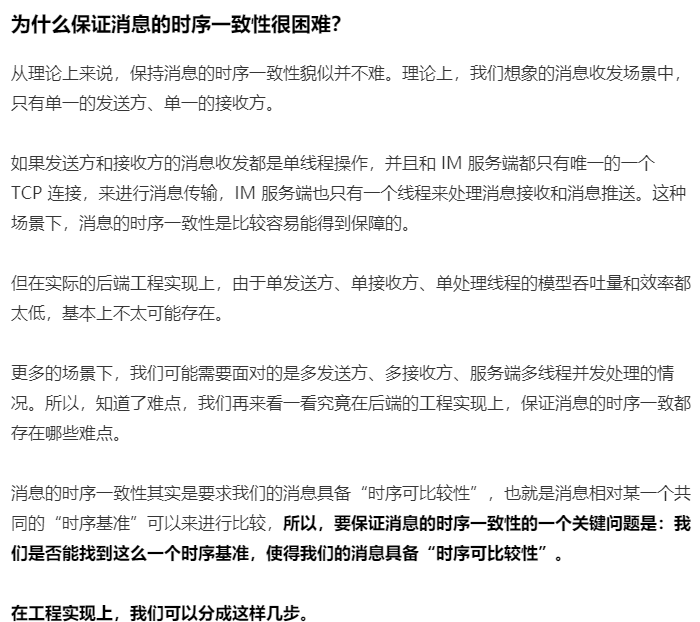 为什么保证消息的时序一致性很困难？
从理论上来说，保持消息的时序一致性貌似并不难。理论上，我们想象的消息收发场景中，
只有单一的发送方、单一的接收方。
如果发送方和接收方的消息收发都是单线程操作，并且和 IM 服务端都只有唯一的一个
TCP 连接，来进行消息传输，IM 服务端也只有一个线程来处理消息接收和消息推送。这种
场景下，消息的时序一致性是比较容易能得到保障的。
但在实际的后端工程实现上，由于单发送方、单接收方、单处理线程的模型吞吐量和效率都
太低，基本上不太可能存在。
更多的场景下，我们可能需要面对的是多发送方、多接收方、服务端多线程并发处理的情
况。所以，知道了难点，我们再来看一看究竟在后端的工程实现上，保证消息的时序一致都
存在哪些难点。
消息的时序一致性其实是要求我们的消息具备“时序可比较性”，也就是消息相对某一个共
同的“时序基准”可以来进行比较，所以，要保证消息的时序一致性的一个关键问题是：我
们是否能找到这么一个时序基准，使得我们的消息具备“时序可比较性”。
在工程实现上，我们可以分成这样几步。